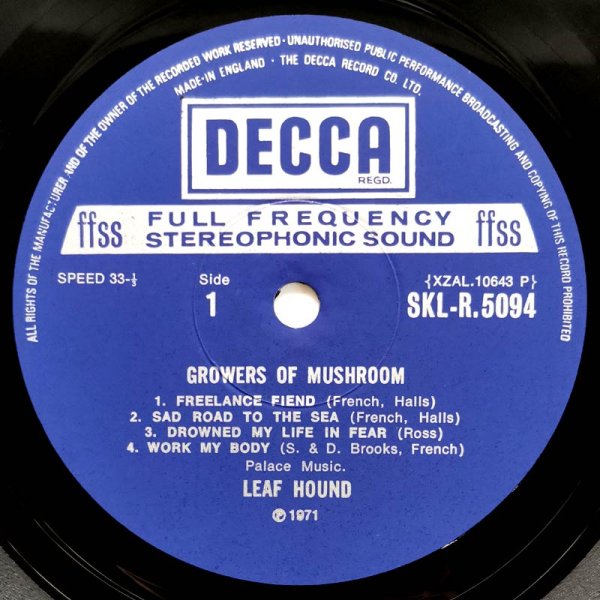 ALL RIGHTS OF THE MANUFACTURER AND OF THE OWNER OF THE RECORDED WORK RESERVED · UNAUTHORISED PUBLIC PERFORMANCE BROADCASTING AND COPYING OF THIS RECORD PROHIBITED
MADE IN ENGLAND · THE DECCA RECORD CO. LTD.
DECCA
REGD.
ffss FULL FREQUENCY ffss
STEREOPHONIC SOUND
SPEED 33-⅓ Side {XZAL.10643 P}
1 SKL-R.5094
GROWERS OF MUSHROOM
1. FREELANCE FIEND (French, Halls)
2. SAD ROAD TO THE SEA (French, Halls)
3. DROWNED MY LIFE IN FEAR (Ross)
4. WORK MY BODY (S. & D. Brooks, French)
Palace Music.
LEAF HOUND
℗ 1971